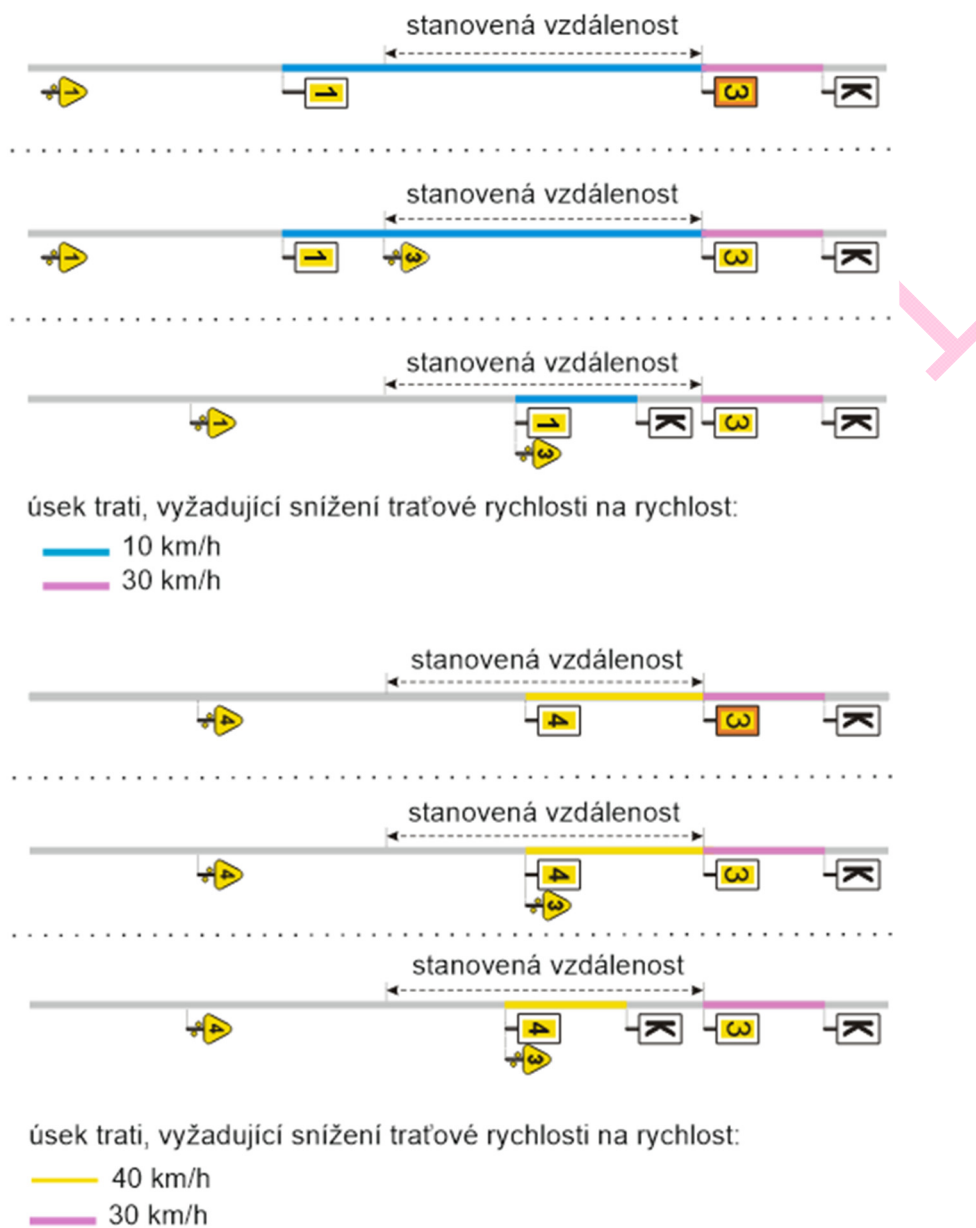 stanovená vzdálenost
1 1 3 K
stanovená vzdálenost
1 1 3 3 K
stanovená vzdálenost
1 1 K 3 K
3
úsek trati, vyžadující snížení traťové rychlosti na rychlost:
10 km/h
30 km/h
stanovená vzdálenost
4 4 3 K
stanovená vzdálenost
4 4 3 K
3
stanovená vzdálenost
4 4 K 3 K
3
úsek trati, vyžadující snížení traťové rychlosti na rychlost:
40 km/h
30 km/h